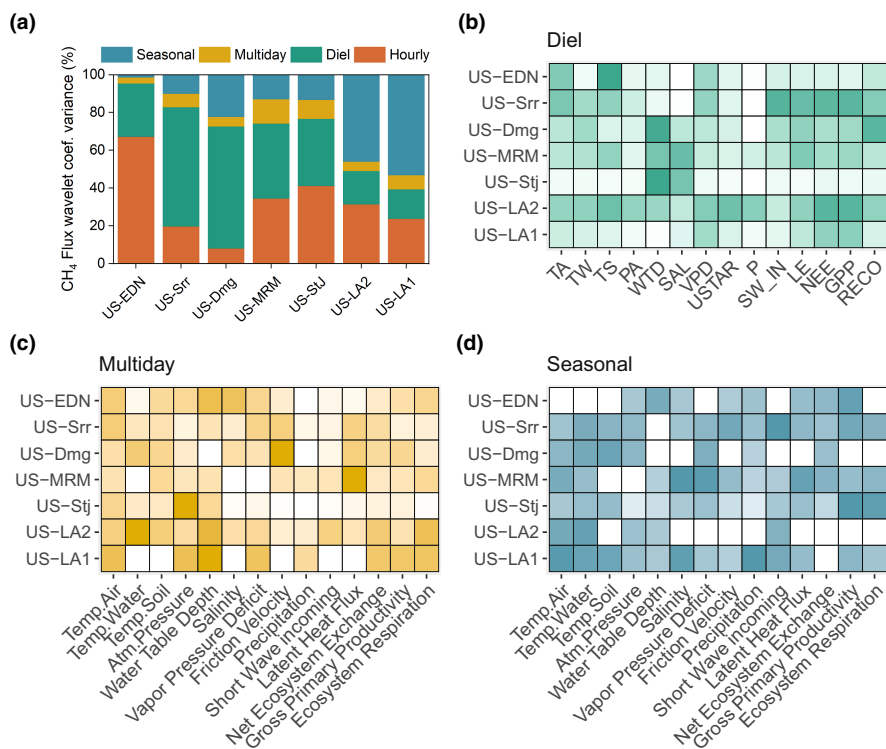 (a)
Seasonal Multiday Diel Hourly
CH4 Flux wavelet coef. variance (%)
100
80
60
40
20
0
US-EDN
US-Srr
US-Dmg
US-MRM
US-StJ
US-LA2
US-LA1
(b)
Diel
US−EDN
US−Srr
US−Dmg
US−MRM
US−Stj
US−LA2
US−LA1
TA
TW
TS
PA
WTD
SAL
VPD
USTAR
P
SW_IN
LE
NEE
GPP
RECO
(c)
Multiday
US−EDN
US−Srr
US−Dmg
US−MRM
US−Stj
US−LA2
US−LA1
Temp.Air
Temp.Water
Temp.Soil
Atm.Pressure
Water Table Depth
Salinity
Vapor Pressure Deficit
Friction Velocity
Precipitation
Short Wave incoming
Latent Heat Flux
Net Ecosystem Exchange
Gross Primary Productivity
Ecosystem Respiration
(d)
Seasonal
US−EDN
US−Srr
US−Dmg
US−MRM
US−Stj
US−LA2
US−LA1
Temp.Air
Temp.Water
Temp.Soil
Atm.Pressure
Water Table Depth
Salinity
Vapor Pressure Deficit
Friction Velocity
Precipitation
Short Wave incoming
Latent Heat Flux
Net Ecosystem Exchange
Gross Primary Productivity
Ecosystem Respiration